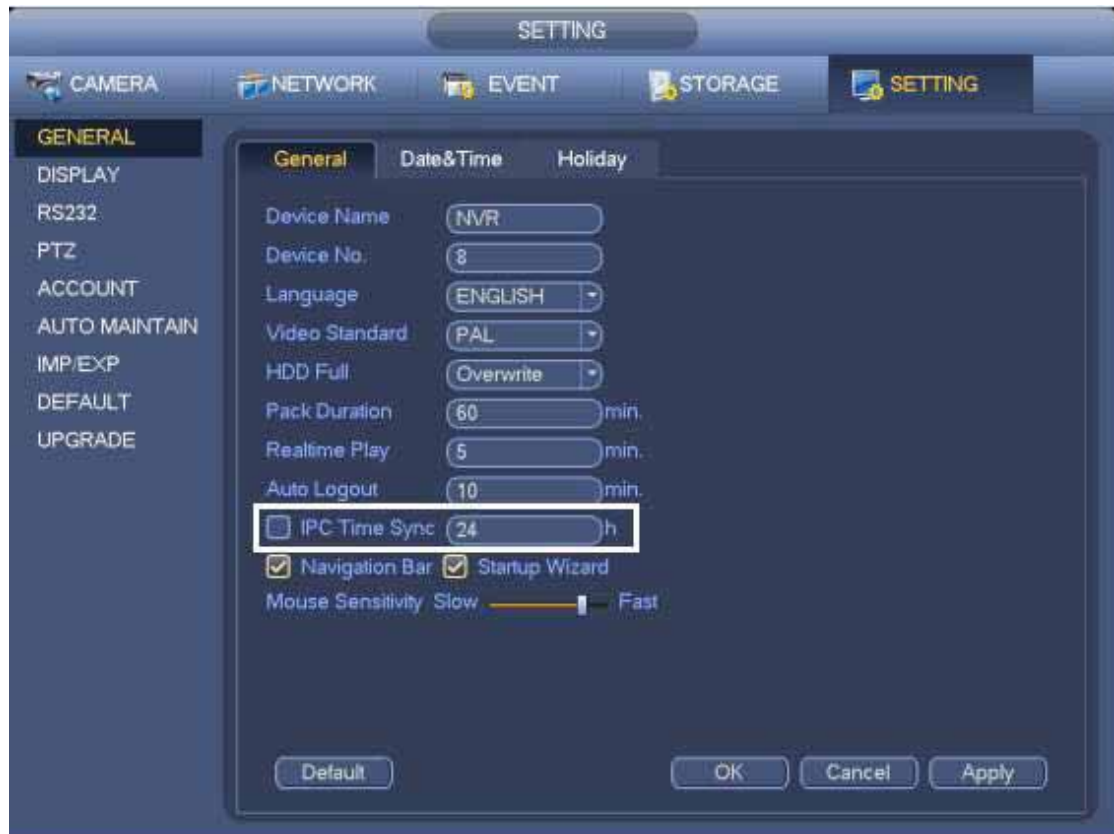 SETTING
CAMERA NETWORK EVENT STORAGE SETTING
GENERAL
DISPLAY
RS232
PTZ
ACCOUNT
AUTO MAINTAIN
IMP/EXP
DEFAULT
UPGRADE
General Date&Time Holiday
Device Name NVR
Device No. 8
Language ENGLISH
Video Standard PAL
HDD Full Overwrite
Pack Duration 60 min.
Realtime Play 5 min.
Auto Logout 10 min.
IPC Time Sync 24 h
Navigation Bar Startup Wizard
Mouse Sensitivity Slow Fast
Default OK Cancel Apply